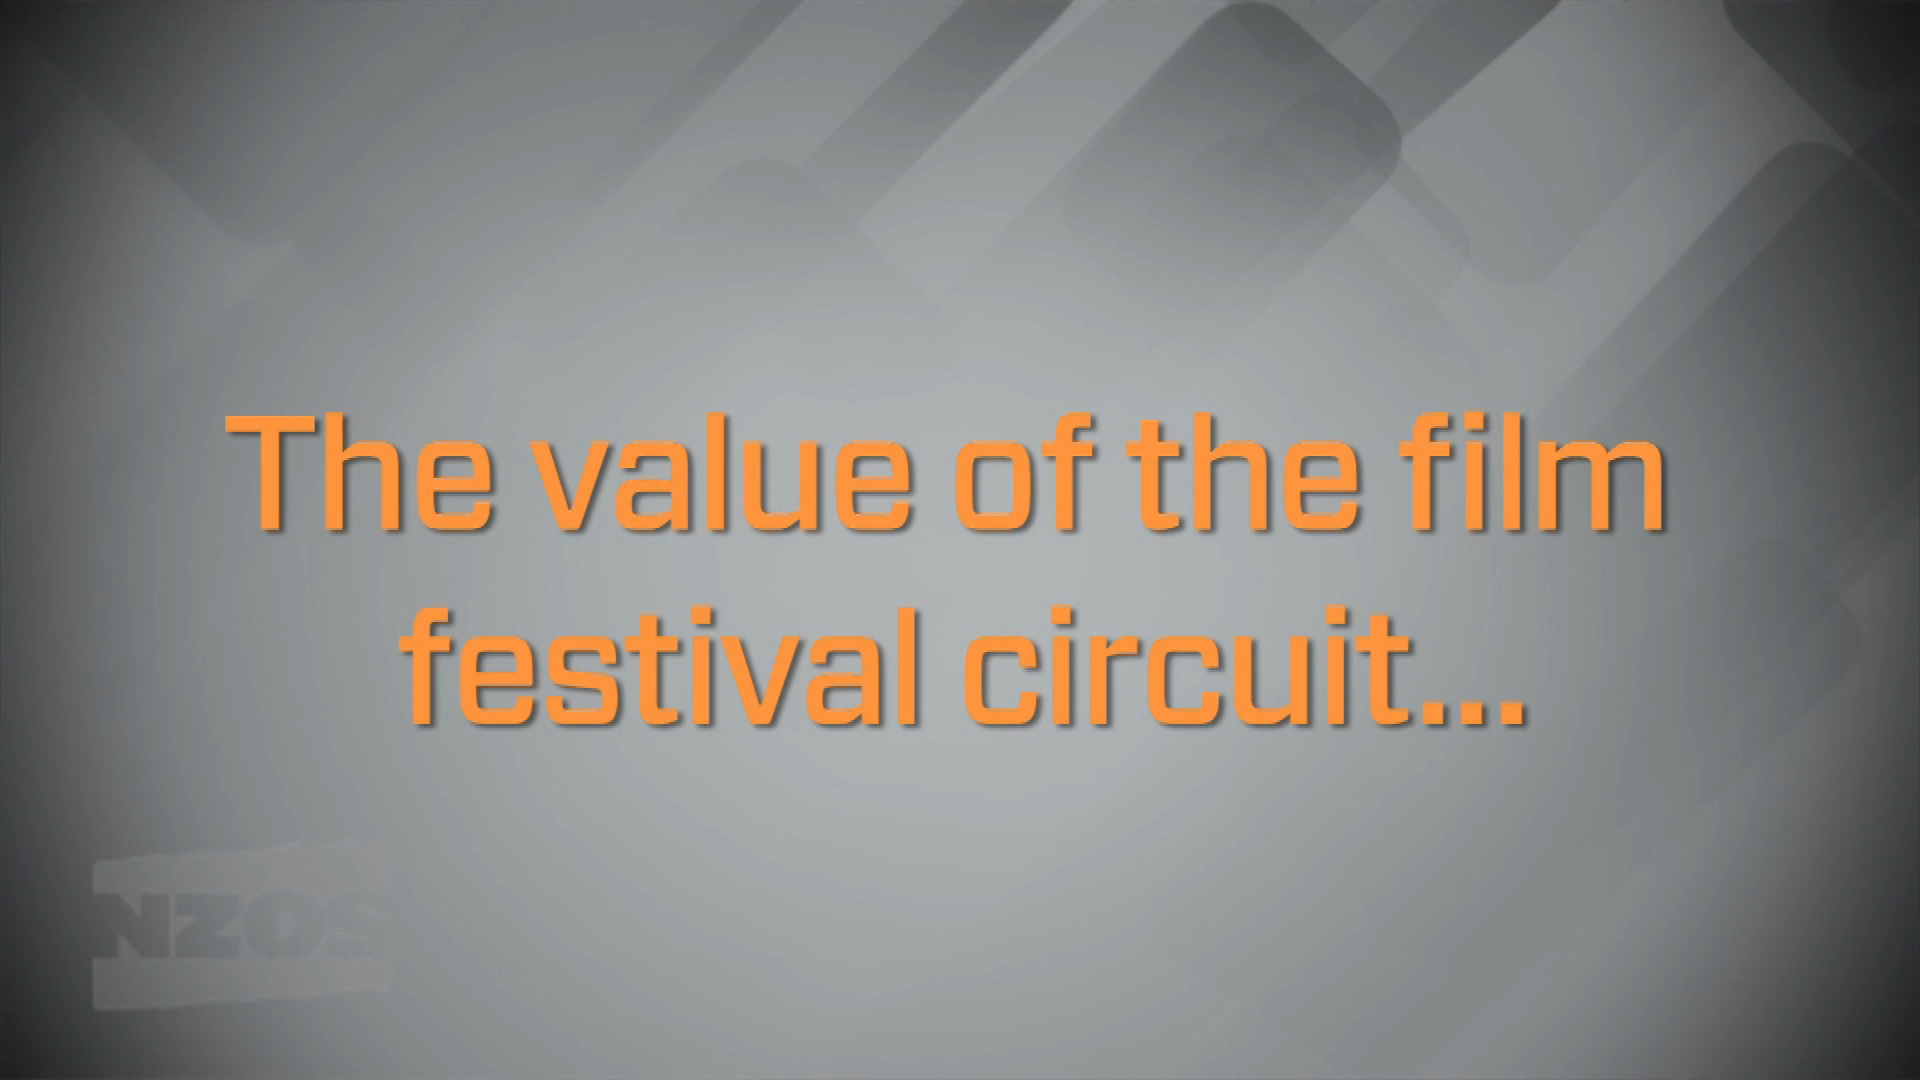 The value of the film
festival circuit...
NZOS